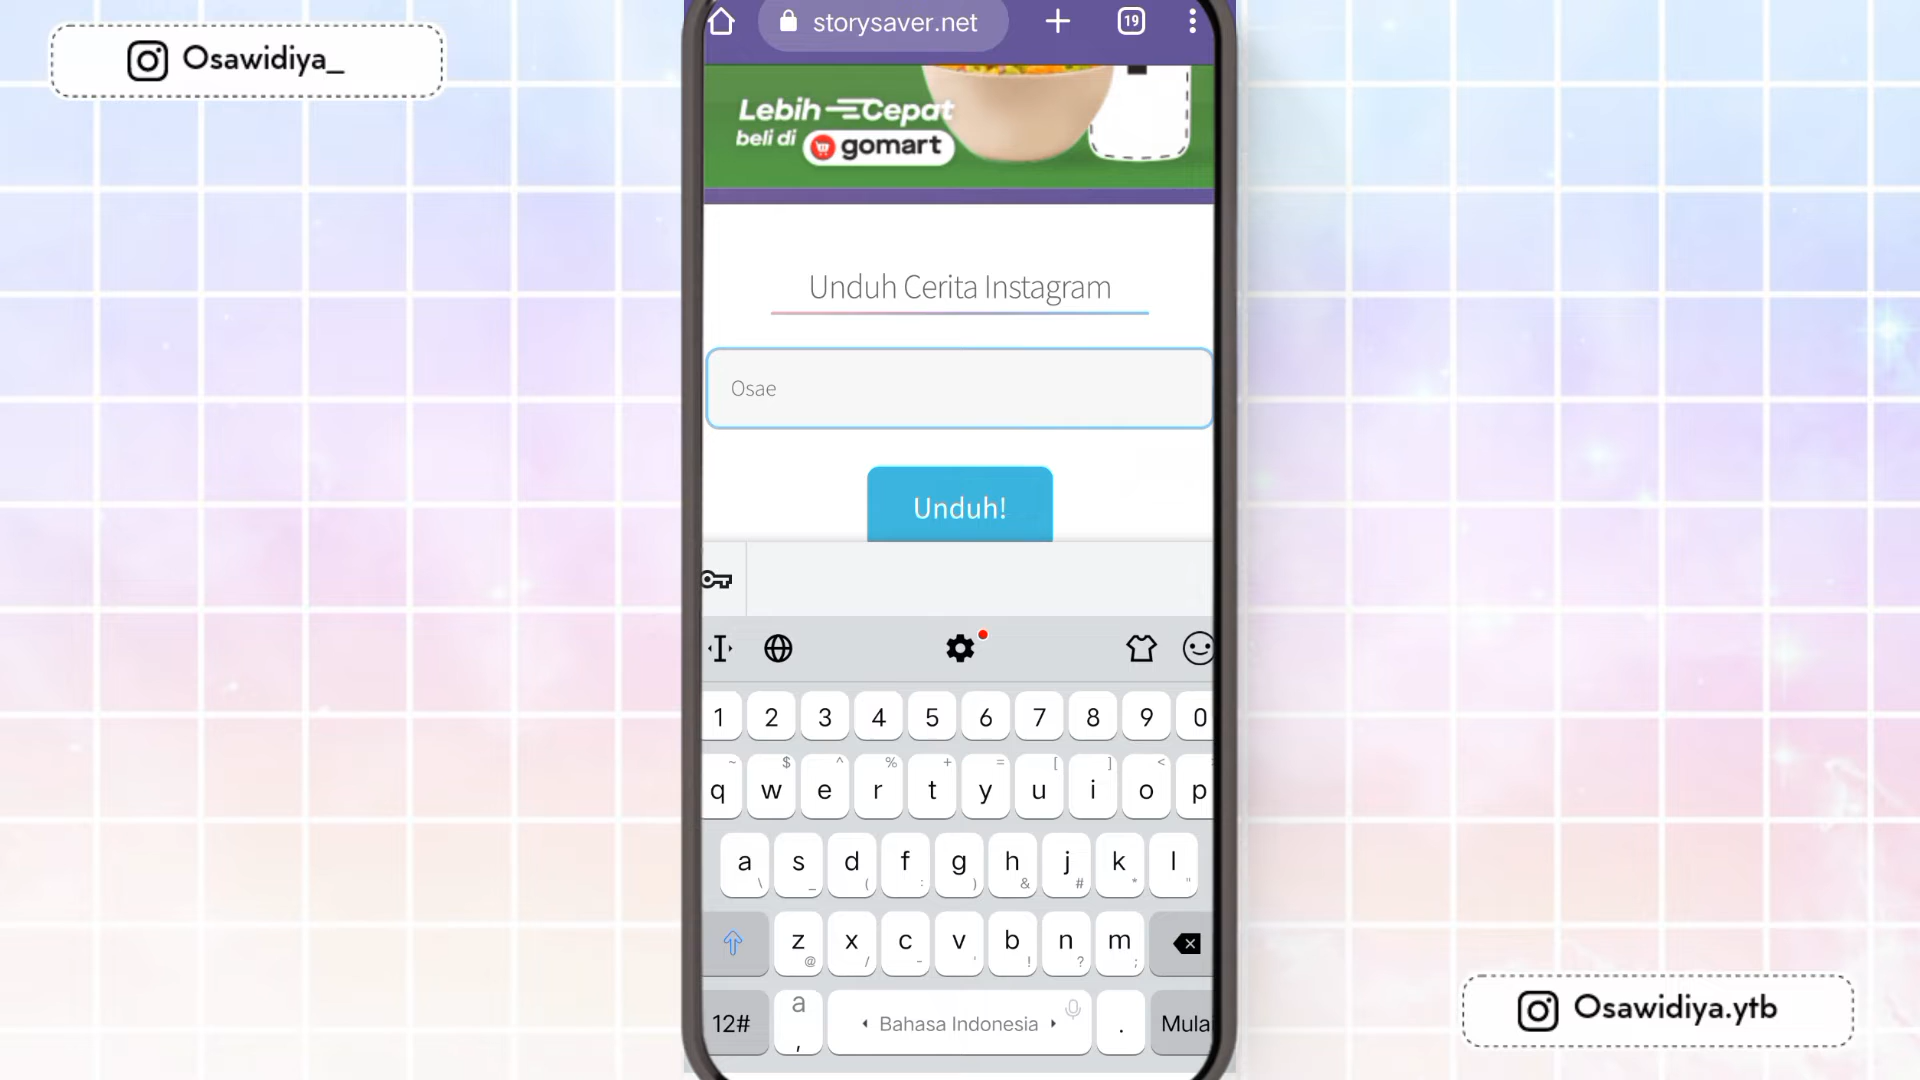 Osawidiya_
storysaver.net
19
Lebih Cepat
beli di gomart
Unduh Cerita Instagram
Osae
Unduh!
1 2 3 4 5 6 7 8 9 0
~ $ ^ % + = [ ] <
q w e r t y u i o p
a s d f g h j k l
\ _ ( : ) & # * "
z x c v b n m
@ / - ' ! ? ;
12# a , Bahasa Indonesia . Mula
Osawidiya.ytb